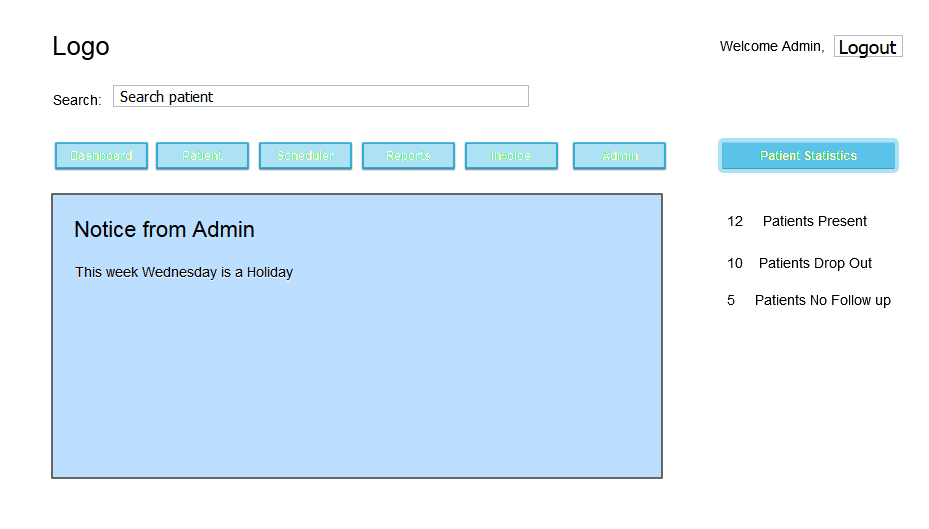 Logo
Welcome Admin, Logout
Search: Search patient
Dashboard Patient Scheduler Reports Invoice Admin
Patient Statistics
Notice from Admin
This week Wednesday is a Holiday
12 Patients Present
10 Patients Drop Out
5 Patients No Follow up